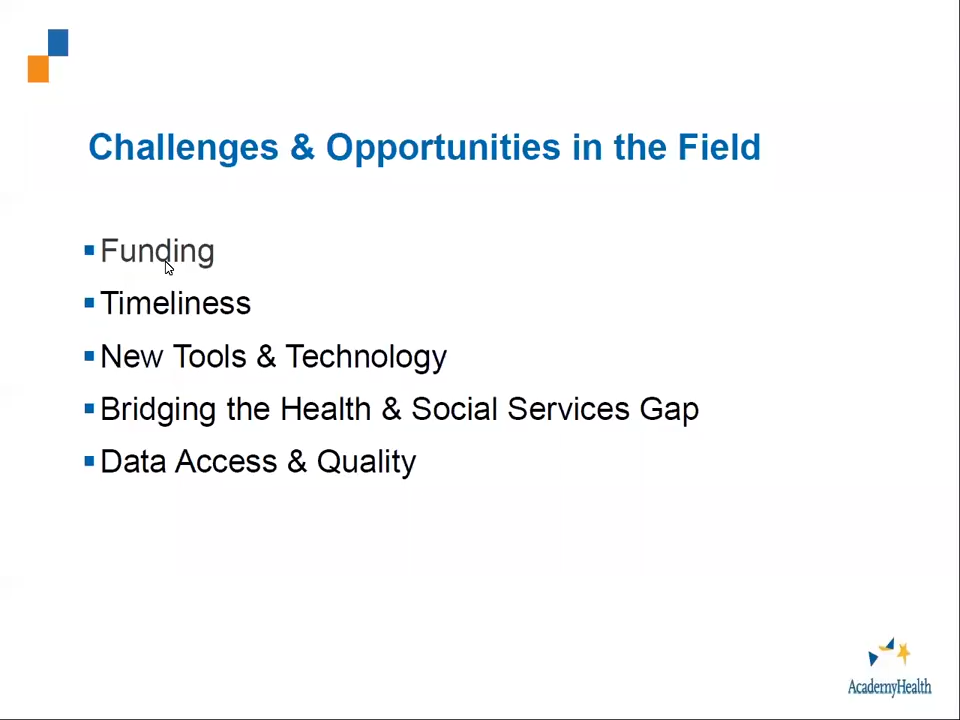 Challenges & Opportunities in the Field
Funding
Timeliness
New Tools & Technology
Bridging the Health & Social Services Gap
Data Access & Quality
AcademyHealth